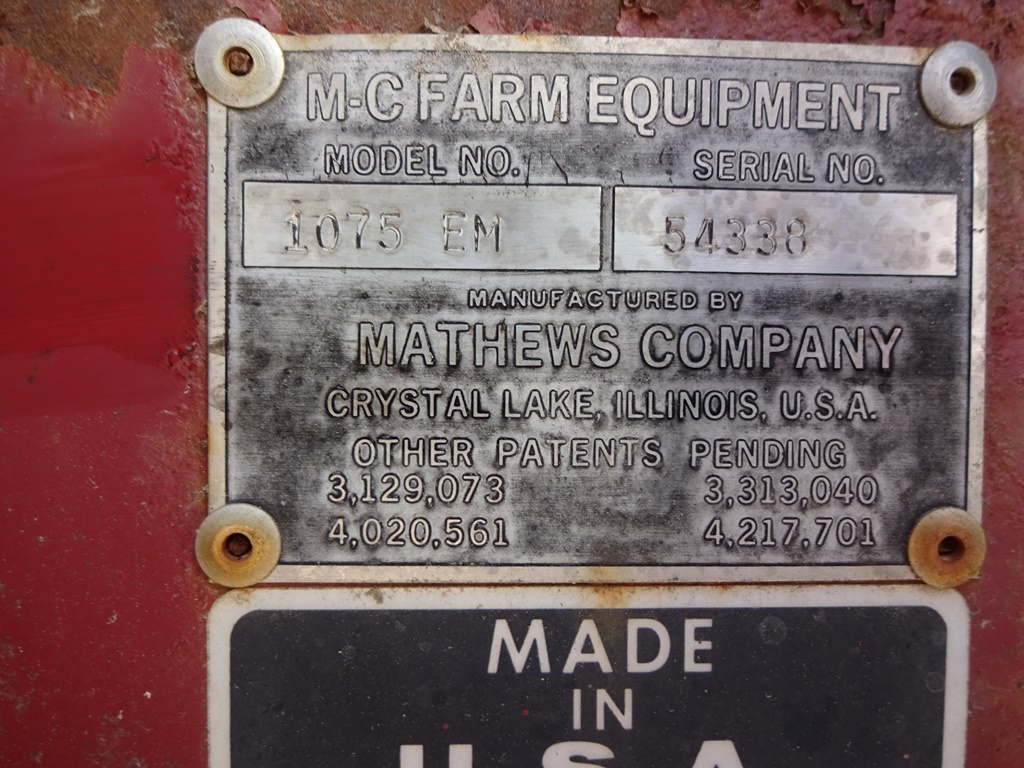 M-C FARM EQUIPMENT
MODEL NO. SERIAL NO.
1075 EM 54338
MANUFACTURED BY
MATHEWS COMPANY
CRYSTAL LAKE, ILLINOIS, U.S.A.
OTHER PATENTS PENDING
3,129,073 3,313,040
4,020,561 4,217,701
MADE
IN
U.S.A